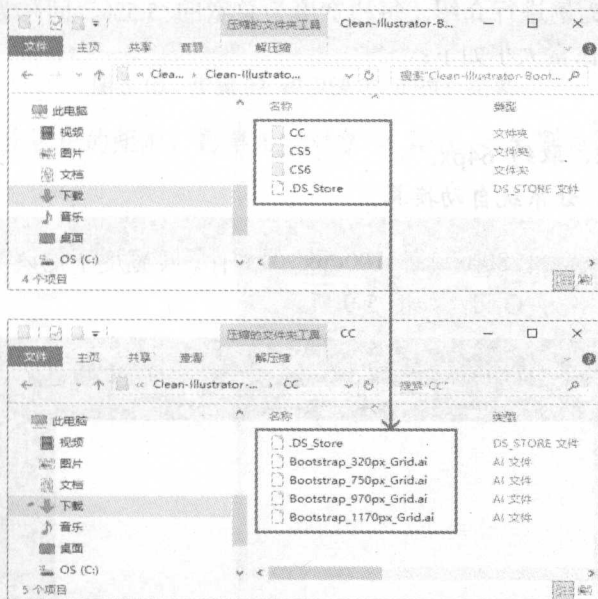 压缩的文件夹工具 Clean-Illustrator-B...
文件 主页 共享 查看 解压缩
« Clea... › Clean-Illustrato...
搜索"Clean-Illustrator-Boot...
名称 类型
此电脑
视频
图片
文档
下载
音乐
桌面
OS (C:)
CC 文件夹
CS5 文件夹
CS6 文件夹
.DS_Store DS_STORE 文件
4 个项目
压缩的文件夹工具 CC
文件 主页 共享 查看 解压缩
« Clean-Illustrator-... › CC
搜索"CC"
名称 类型
此电脑
视频
图片
文档
下载
音乐
桌面
OS (C:)
.DS_Store DS_STORE 文件
Bootstrap_320px_Grid.ai AI 文件
Bootstrap_750px_Grid.ai AI 文件
Bootstrap_970px_Grid.ai AI 文件
Bootstrap_1170px_Grid.ai AI 文件
5 个项目